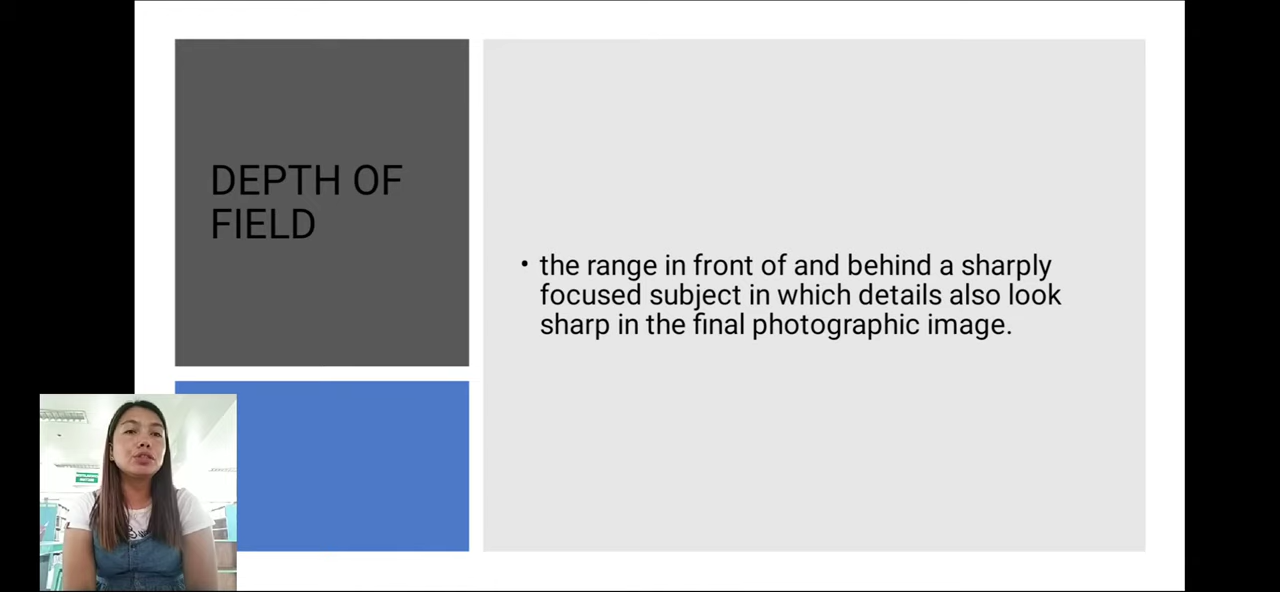 DEPTH OF
FIELD
• the range in front of and behind a sharply
focused subject in which details also look
sharp in the final photographic image.